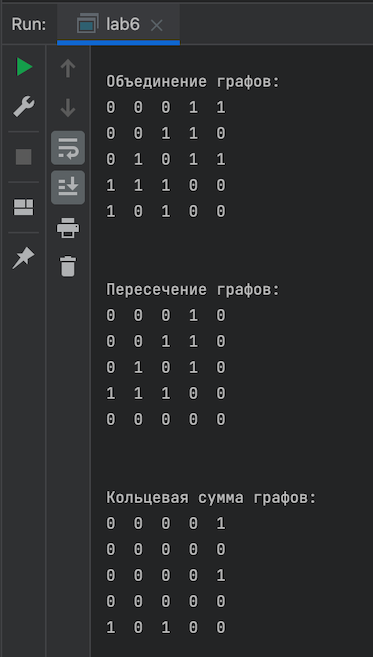 Run: lab6
Объединение графов:
0 0 0 1 1
0 0 1 1 0
0 1 0 1 1
1 1 1 0 0
1 0 1 0 0
Пересечение графов:
0 0 0 1 0
0 0 1 1 0
0 1 0 1 0
1 1 1 0 0
0 0 0 0 0
Кольцевая сумма графов:
0 0 0 0 1
0 0 0 0 0
0 0 0 0 1
0 0 0 0 0
1 0 1 0 0